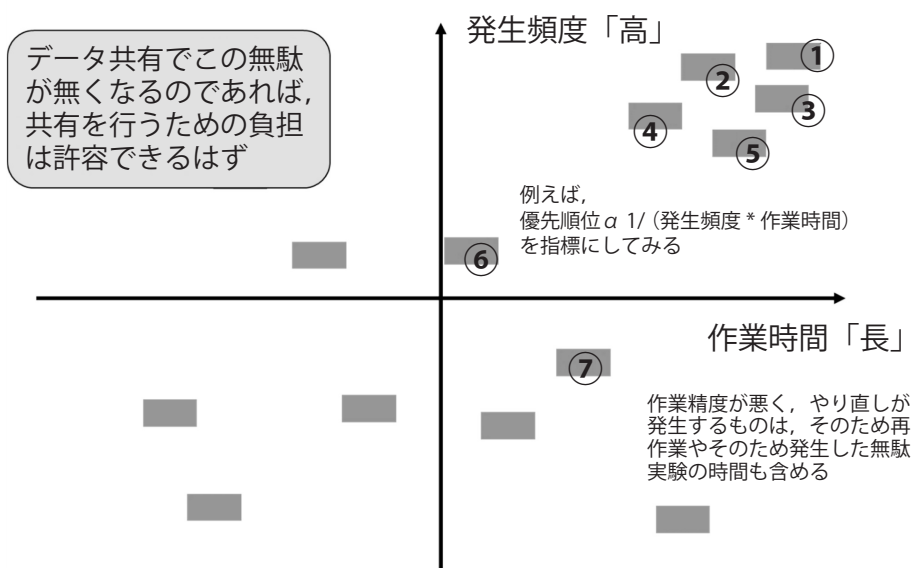 発生頻度「高」
データ共有でこの無駄
が無くなるのであれば，
共有を行うための負担
は許容できるはず
①
②
③
④
⑤
例えば，
優先順位α 1/（発生頻度 * 作業時間）
を指標にしてみる
⑥
作業時間「長」
⑦
作業精度が悪く，やり直しが
発生するものは，そのため再
作業やそのため発生した無駄
実験の時間も含める